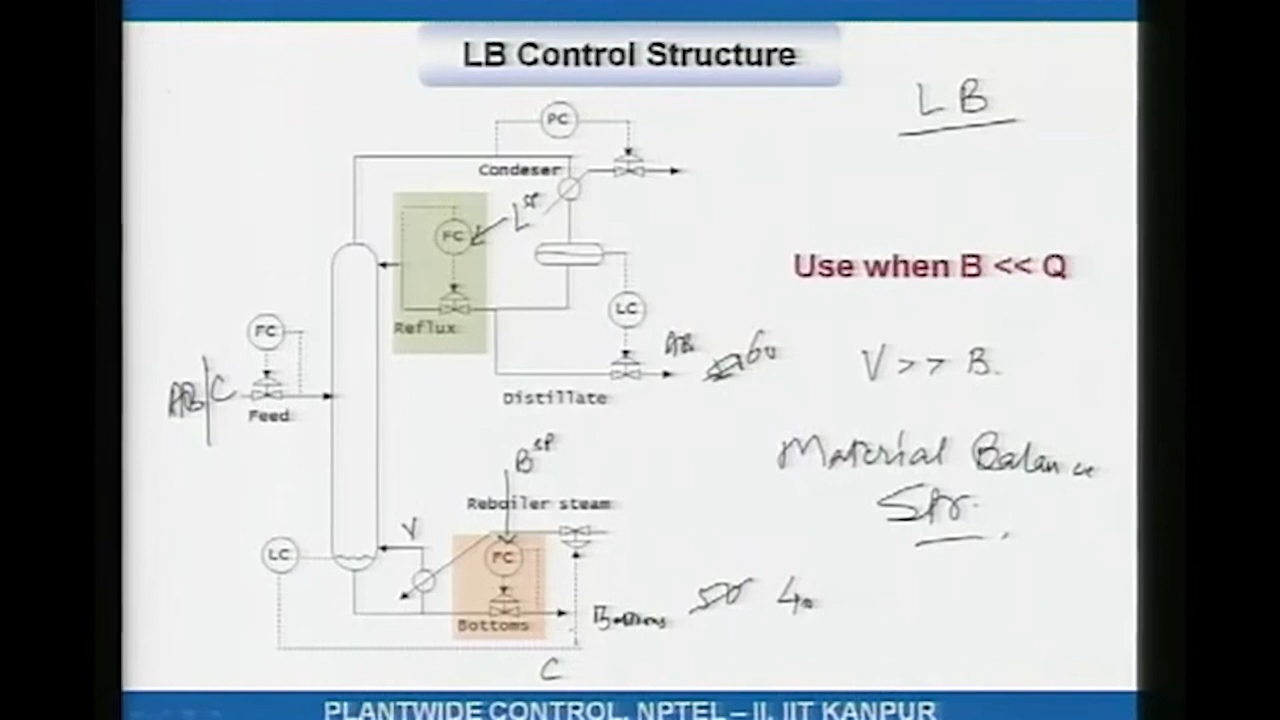 LB Control Structure
L B
PC
Condeser
L^SP
FC
Use when B << Q
Reflux
LC
FC
AB 60
V >> B.
AB/C
Feed
Distillate
Material Balance
Str.
B^SP
Reboiler steam
V
LC
FC
Bottoms
Bottoms 50 40
C
PLANTWIDE CONTROL, NPTEL – II, IIT KANPUR